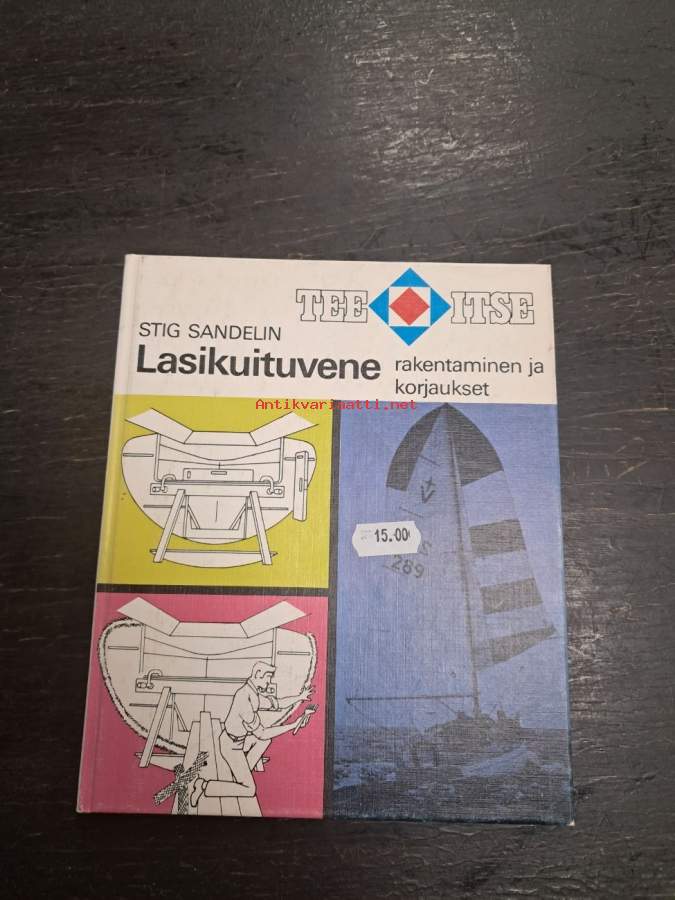 TEE ITSE
STIG SANDELIN
Lasikuituvene rakentaminen ja
korjaukset
Antikvariaatti.net
15.00
289